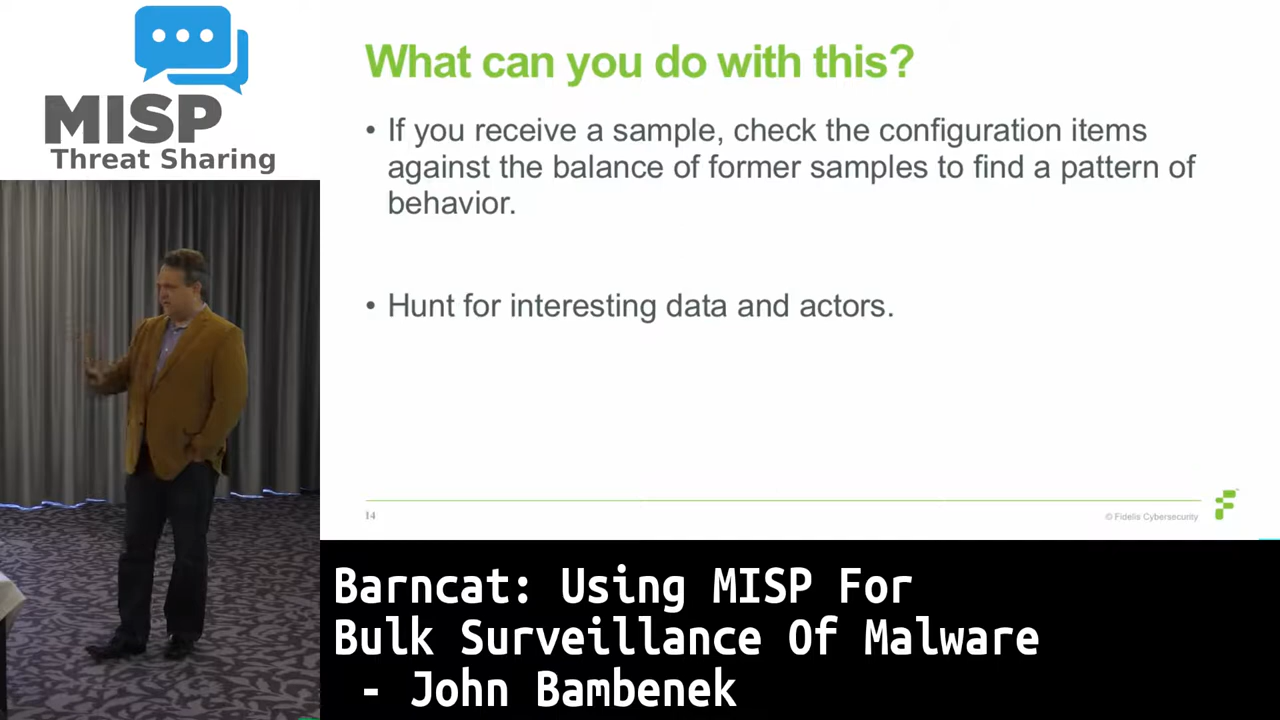 MISP
Threat Sharing
What can you do with this?
• If you receive a sample, check the configuration items
against the balance of former samples to find a pattern of
behavior.
• Hunt for interesting data and actors.
14
© Fidelis Cybersecurity
Barncat: Using MISP For
Bulk Surveillance Of Malware
- John Bambenek